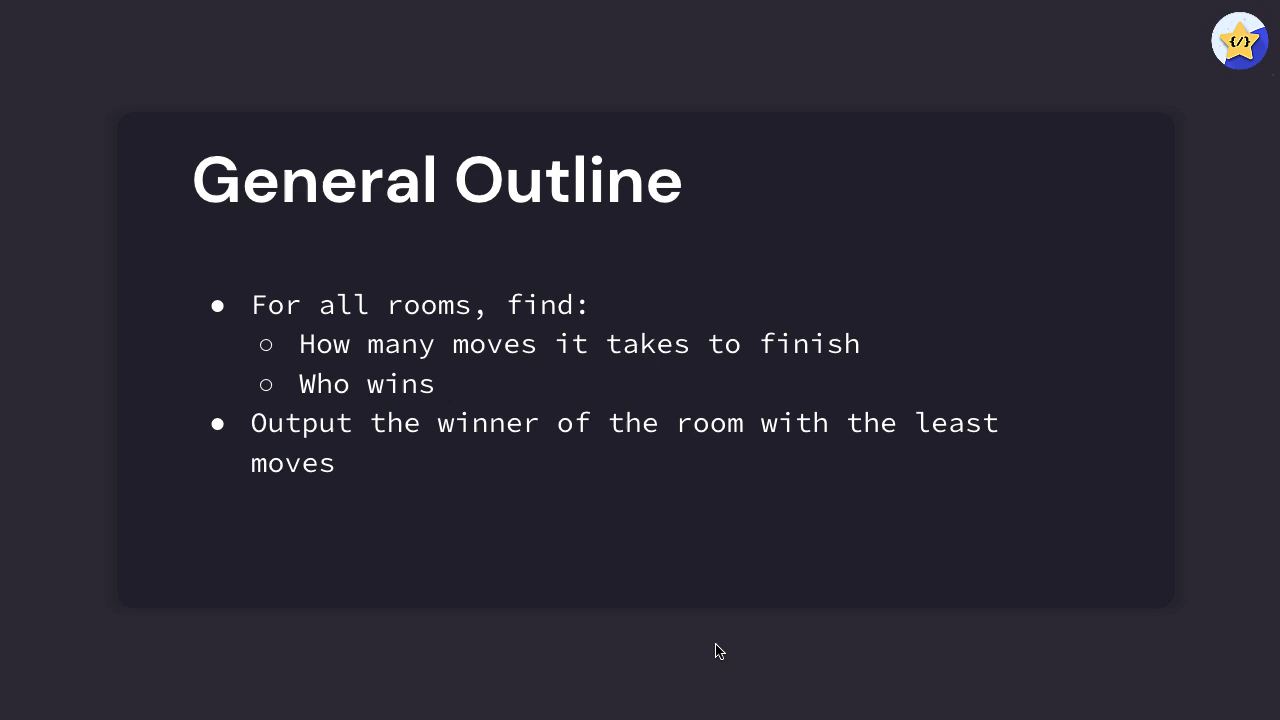 {/}
General Outline
● For all rooms, find:
○ How many moves it takes to finish
○ Who wins
● Output the winner of the room with the least
moves